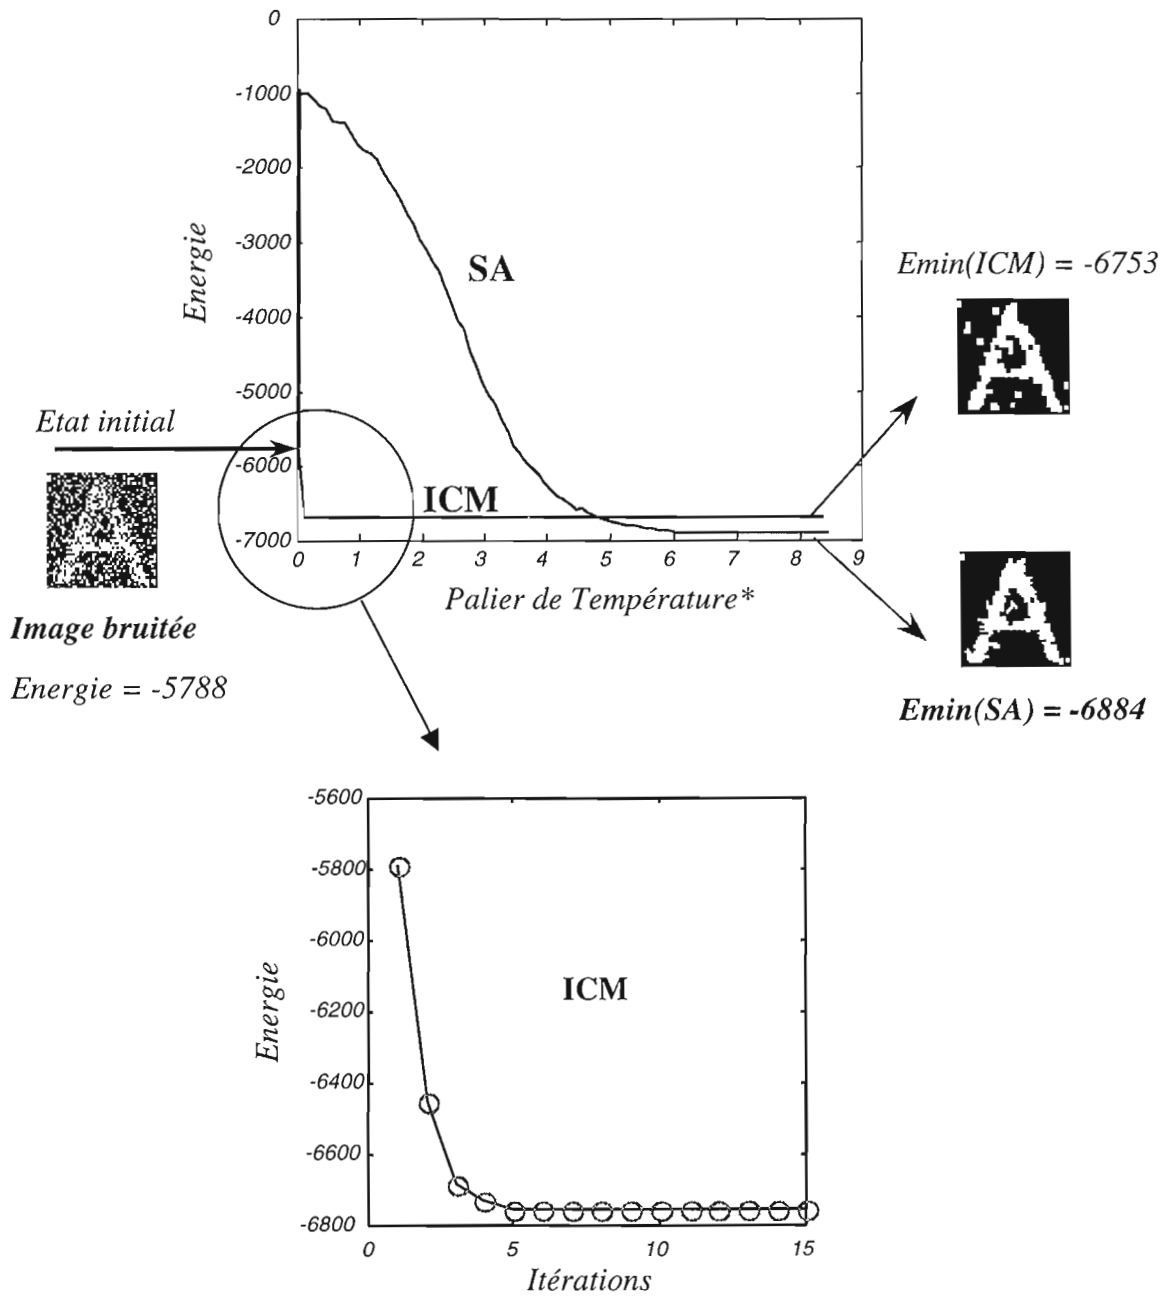 0
-1000
-2000
-3000
-4000
-5000
-6000
-7000
Energie
SA
ICM
0 1 2 3 4 5 6 7 8 9
Palier de Température*
Etat initial
Image bruitée
Energie = -5788
Emin(ICM) = -6753
Emin(SA) = -6884
-5600
-5800
-6000
-6200
-6400
-6600
-6800
Energie
ICM
0 5 10 15
Itérations